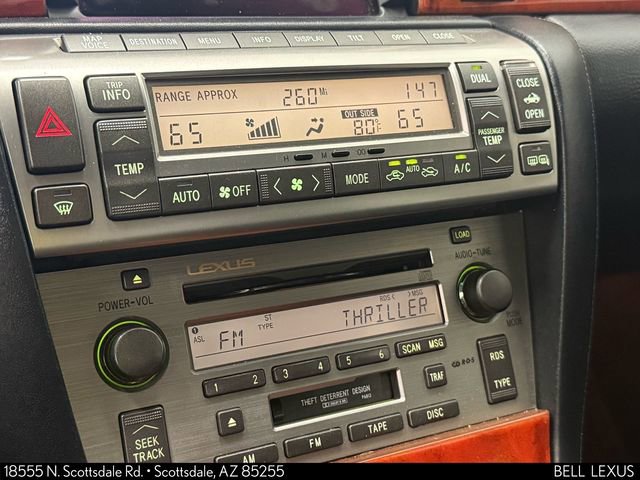 MAP VOICE DESTINATION MENU INFO DISPLAY TILT OPEN CLOSE
TRIP INFO
RANGE APPROX 260 Mi 147
65 OUT SIDE 80°F 65
DUAL
CLOSE
OPEN
TEMP
PASSENGER TEMP
AUTO OFF MODE AUTO A/C
LEXUS
LOAD
AUDIO·TUNE
POWER·VOL
PUSH MODE
1 ASL
ST
TYPE
FM
RDS MSG
THRILLER
1 2 3 4 5 6 SCAN MSG
THEFT DETERRENT DESIGN
TRAF
RDS
TYPE
SEEK TRACK
AM FM TAPE DISC
18555 N. Scottsdale Rd. • Scottsdale, AZ 85255
BELL LEXUS